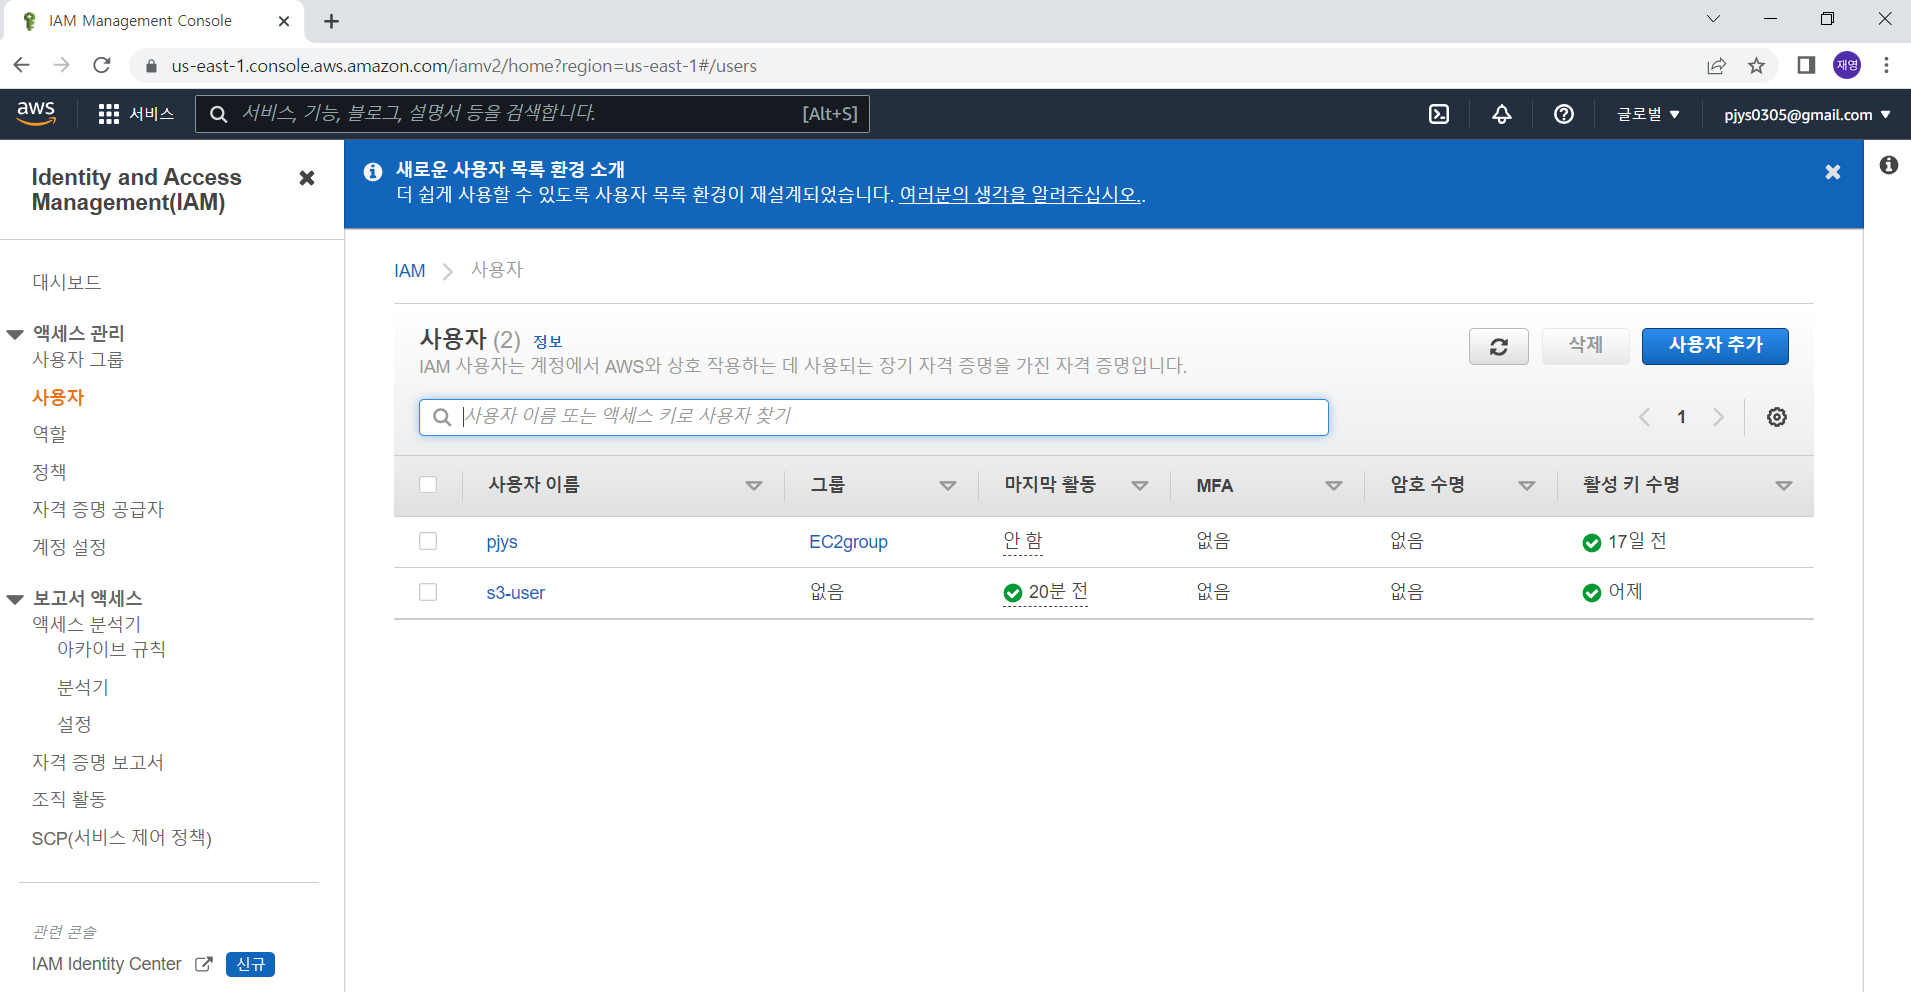 IAM Management Console
us-east-1.console.aws.amazon.com/iamv2/home?region=us-east-1#/users
재영
aws
서비스
서비스, 기능, 블로그, 설명서 등을 검색합니다.
[Alt+S]
글로벌
pjys0305@gmail.com
Identity and Access
Management(IAM)
대시보드
액세스 관리
사용자 그룹
사용자
역할
정책
자격 증명 공급자
계정 설정
보고서 액세스
액세스 분석기
아카이브 규칙
분석기
설정
자격 증명 보고서
조직 활동
SCP(서비스 제어 정책)
관련 콘솔
IAM Identity Center 신규
새로운 사용자 목록 환경 소개
더 쉽게 사용할 수 있도록 사용자 목록 환경이 재설계되었습니다. 여러분의 생각을 알려주십시오..
IAM 사용자
사용자 (2) 정보
IAM 사용자는 계정에서 AWS와 상호 작용하는 데 사용되는 장기 자격 증명을 가진 자격 증명입니다.
삭제
사용자 추가
사용자 이름 또는 액세스 키로 사용자 찾기
1
사용자 이름 그룹 마지막 활동 MFA 암호 수명 활성 키 수명
pjys EC2group 안 함 없음 없음 17일 전
s3-user 없음 20분 전 없음 없음 어제